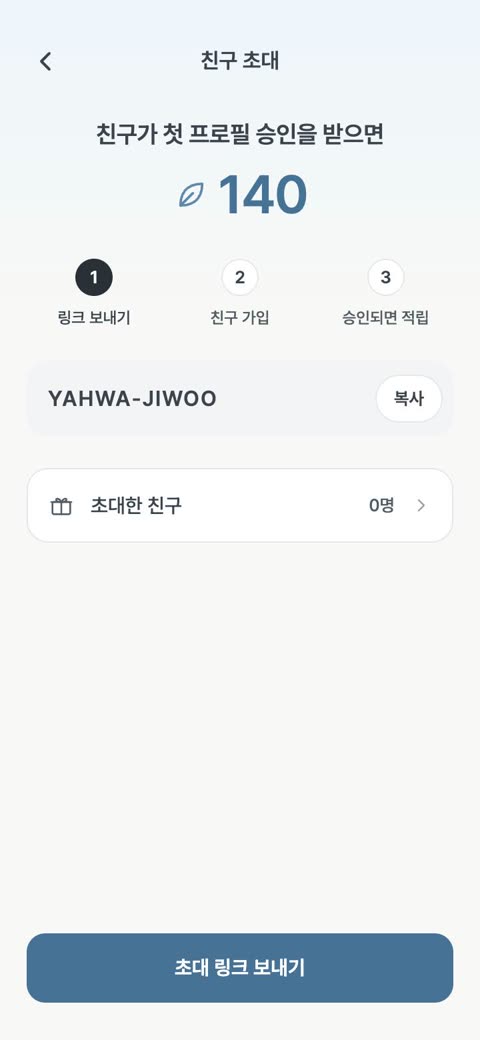 친구 초대
친구가 첫 프로필 승인을 받으면
140
1 2 3
링크 보내기 친구 가입 승인되면 적립
YAHWA-JIWOO 복사
초대한 친구 0명
초대 링크 보내기